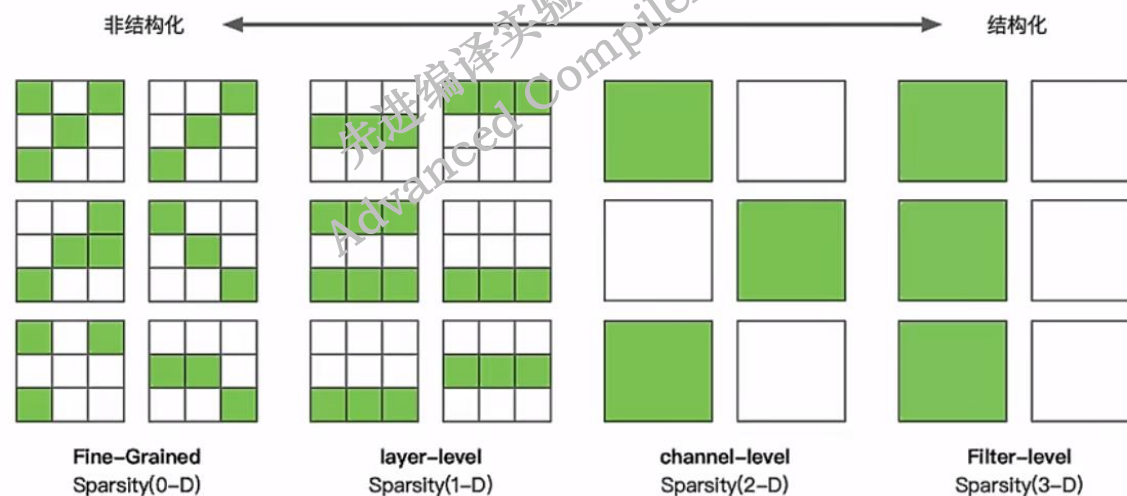 非结构化
结构化
先进编译实验
Advanced Compiler
Fine-Grained
Sparsity(0-D)
layer-level
Sparsity(1-D)
channel-level
Sparsity(2-D)
Filter-level
Sparsity(3-D)